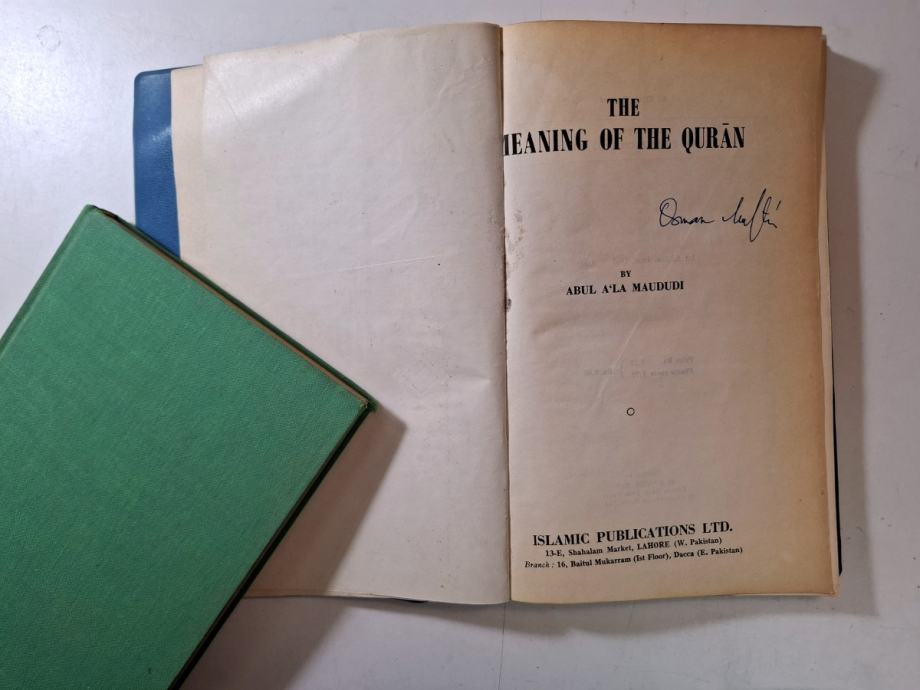 THE
MEANING OF THE QURĀN
Osman
BY
ABUL A'LA MAUDUDI
ISLAMIC PUBLICATIONS LTD.
13-E, Shahalam Market, LAHORE (W. Pakistan)
Branch : 16, Baitul Mukarram (Ist Floor), Dacca (E. Pakistan)